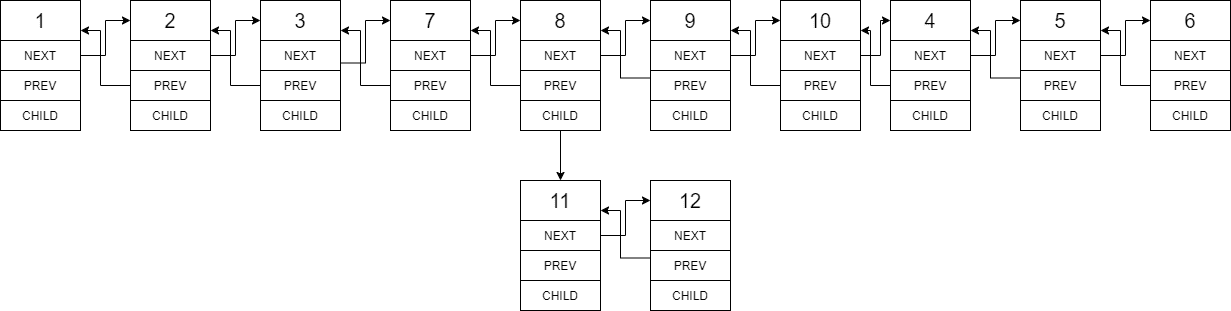 1 2 3 7 8 9 10 4 5 6
NEXT NEXT NEXT NEXT NEXT NEXT NEXT NEXT NEXT NEXT
PREV PREV PREV PREV PREV PREV PREV PREV PREV PREV
CHILD CHILD CHILD CHILD CHILD CHILD CHILD CHILD CHILD CHILD
11 12
NEXT NEXT
PREV PREV
CHILD CHILD